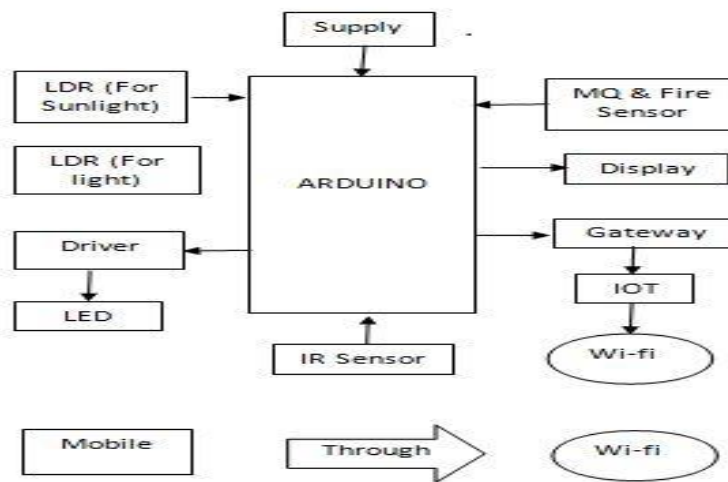 Supply
LDR (For
Sunlight)
MQ & Fire
Sensor
LDR (For
light)
ARDUINO
Display
Driver
Gateway
LED
IOT
IR Sensor
Wi-fi
Mobile
Through
Wi-fi